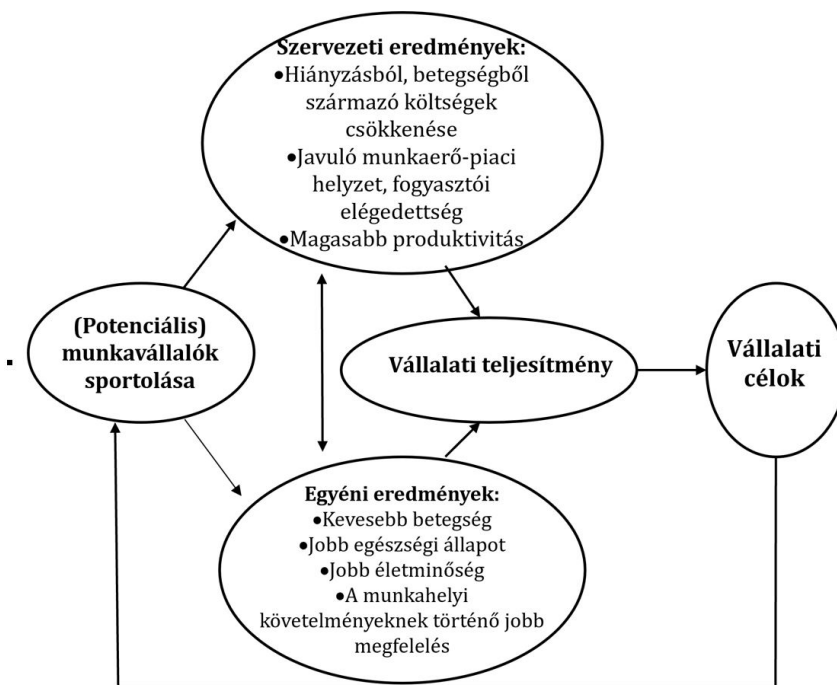 Szervezeti eredmények:
•Hiányzásból, betegségből
származó költségek
csökkenése
•Javuló munkaerő-piaci
helyzet, fogyasztói
elégedettség
•Magasabb produktivitás
(Potenciális)
munkavállalók
sportolása
Vállalati teljesítmény
Vállalati
célok
Egyéni eredmények:
•Kevesebb betegség
•Jobb egészségi állapot
•Jobb életminőség
•A munkahelyi
követelményeknek történő jobb
megfelelés